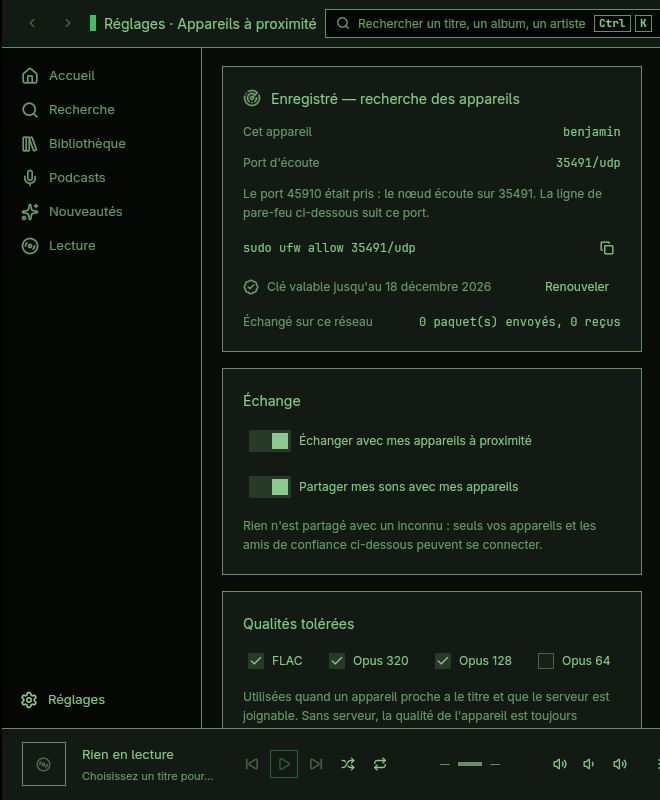 Réglages · Appareils à proximité
Rechercher un titre, un album, un artiste Ctrl K
Accueil
Recherche
Bibliothèque
Podcasts
Nouveautés
Lecture
Réglages
Enregistré — recherche des appareils
Cet appareil benjamin
Port d'écoute 35491/udp
Le port 45910 était pris : le nœud écoute sur 35491. La ligne de
pare-feu ci-dessous suit ce port.
sudo ufw allow 35491/udp
Clé valable jusqu'au 18 décembre 2026 Renouveler
Échangé sur ce réseau 0 paquet(s) envoyés, 0 reçus
Échange
Échanger avec mes appareils à proximité
Partager mes sons avec mes appareils
Rien n'est partagé avec un inconnu : seuls vos appareils et les
amis de confiance ci-dessous peuvent se connecter.
Qualités tolérées
FLAC Opus 320 Opus 128 Opus 64
Utilisées quand un appareil proche a le titre et que le serveur est
joignable. Sans serveur, la qualité de l'appareil est toujours
Rien en lecture
Choisissez un titre pour...